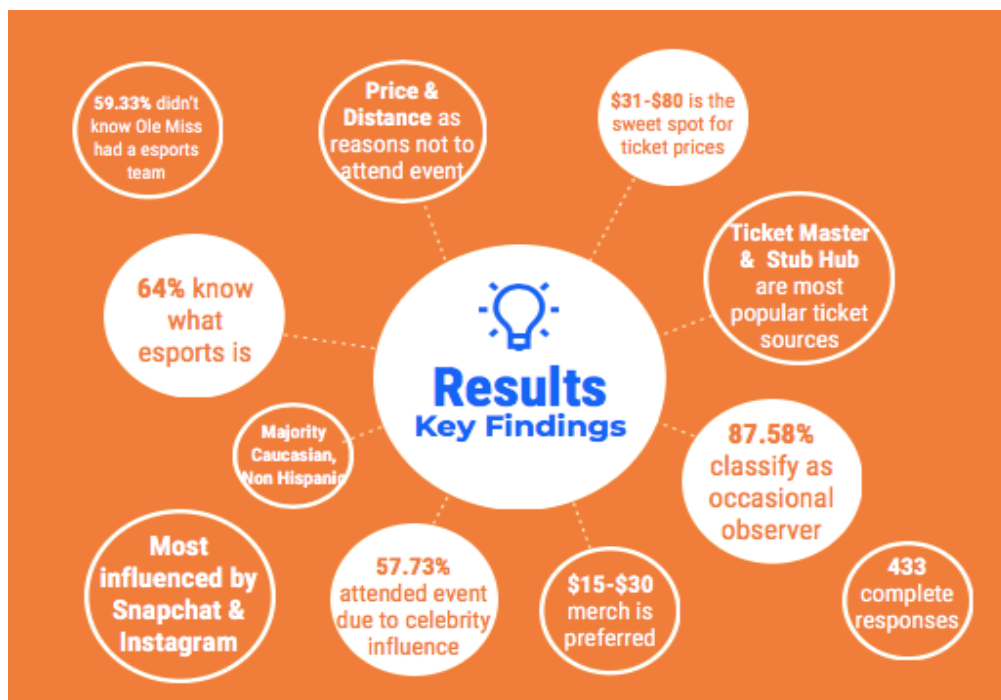 59.33% didn't
know Ole Miss
had a esports
team
Price &
Distance as
reasons not to
attend event
$31-$80 is the
sweet spot for
ticket prices
Ticket Master
& Stub Hub
are most
popular ticket
sources
64% know
what
esports is
Results
Key Findings
Majority
Caucasian,
Non Hispanic
87.58%
classify as
occasional
observer
Most
influenced by
Snapchat &
Instagram
57.73%
attended event
due to celebrity
influence
$15-$30
merch is
preferred
433
complete
responses